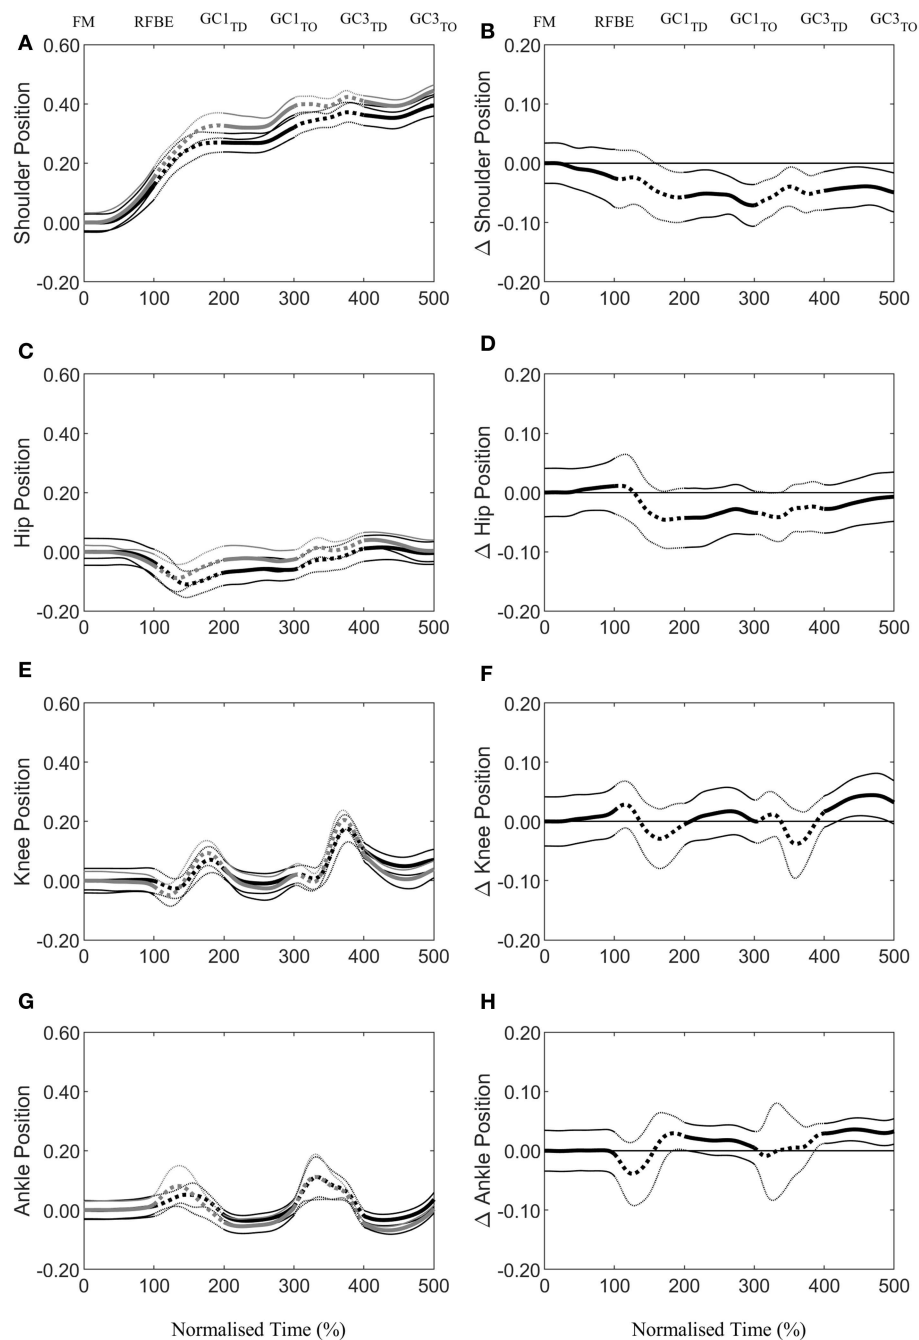 FM RFBE GC1TD GC1TO GC3TD GC3TO
FM RFBE GC1TD GC1TO GC3TD GC3TO
A
0.60
0.40
0.20
0.00
-0.20
Shoulder Position
0 100 200 300 400 500
B
0.20
0.10
0.00
-0.10
-0.20
Δ Shoulder Position
0 100 200 300 400 500
C
0.60
0.40
0.20
0.00
-0.20
Hip Position
0 100 200 300 400 500
D
0.20
0.10
0.00
-0.10
-0.20
Δ Hip Position
0 100 200 300 400 500
E
0.60
0.40
0.20
0.00
-0.20
Knee Position
0 100 200 300 400 500
F
0.20
0.10
0.00
-0.10
-0.20
Δ Knee Position
0 100 200 300 400 500
G
0.60
0.40
0.20
0.00
-0.20
Ankle Position
0 100 200 300 400 500
Normalised Time (%)
H
0.20
0.10
0.00
-0.10
-0.20
Δ Ankle Position
0 100 200 300 400 500
Normalised Time (%)